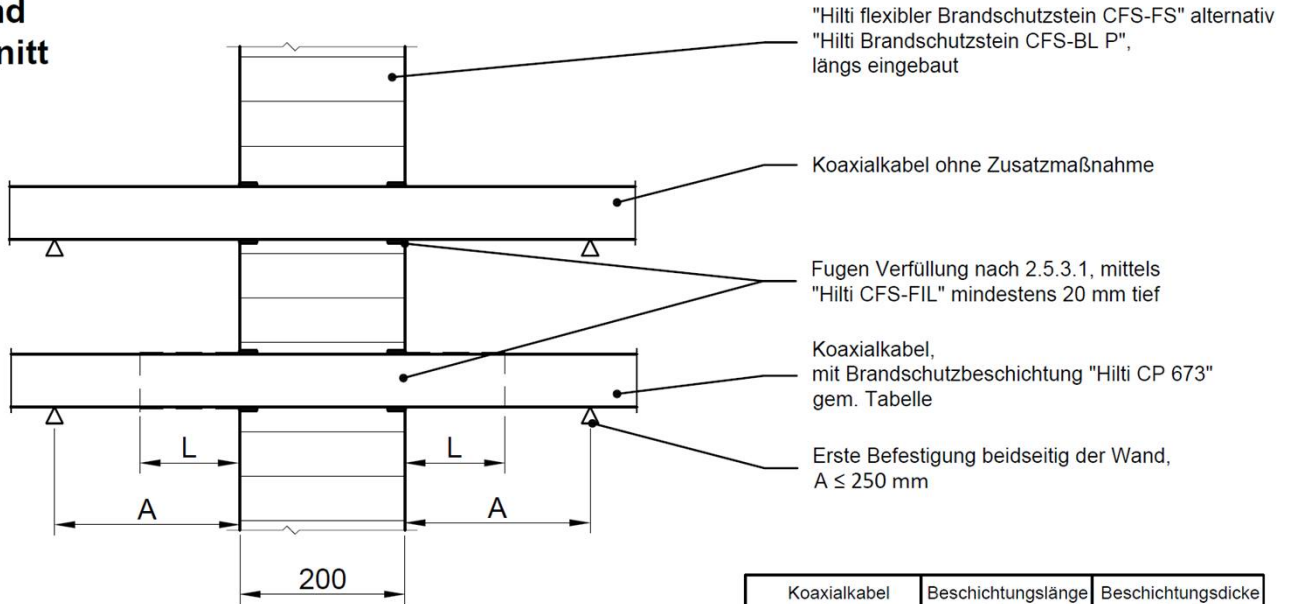 nd
nitt
"Hilti flexibler Brandschutzstein CFS-FS" alternativ
"Hilti Brandschutzstein CFS-BL P",
längs eingebaut
Koaxialkabel ohne Zusatzmaßnahme
Fugen Verfüllung nach 2.5.3.1, mittels
"Hilti CFS-FIL" mindestens 20 mm tief
Koaxialkabel,
mit Brandschutzbeschichtung "Hilti CP 673"
gem. Tabelle
Erste Befestigung beidseitig der Wand,
A ≤ 250 mm
L L
A A
200
Koaxialkabel Beschichtungslänge Beschichtungsdicke